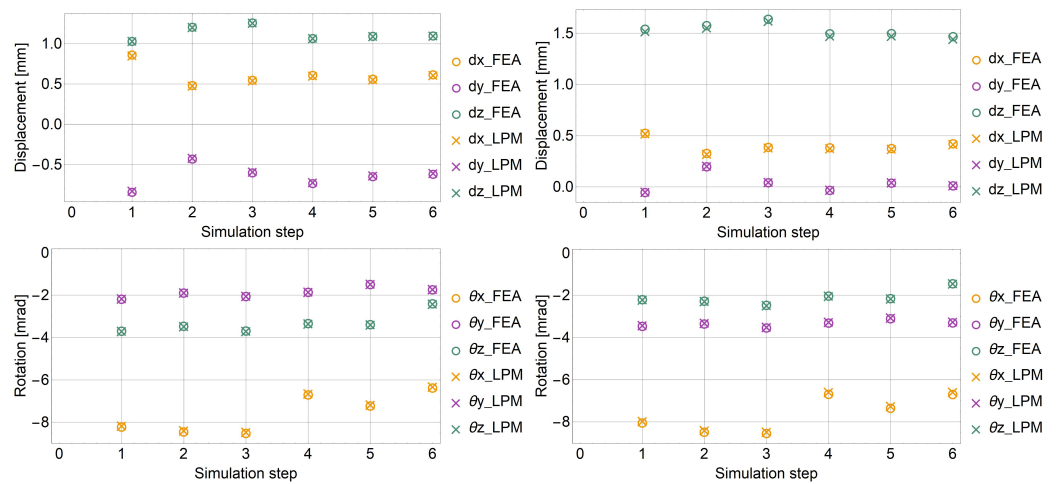 Displacement [mm]
1.0
0.5
0.0
−0.5
0 1 2 3 4 5 6
Simulation step
dx_FEA
dy_FEA
dz_FEA
dx_LPM
dy_LPM
dz_LPM
Displacement [mm]
1.5
1.0
0.5
0.0
0 1 2 3 4 5 6
Simulation step
dx_FEA
dy_FEA
dz_FEA
dx_LPM
dy_LPM
dz_LPM
Rotation [mrad]
0
−2
−4
−6
−8
0 1 2 3 4 5 6
Simulation step
θx_FEA
θy_FEA
θz_FEA
θx_LPM
θy_LPM
θz_LPM
Rotation [mrad]
0
−2
−4
−6
−8
0 1 2 3 4 5 6
Simulation step
θx_FEA
θy_FEA
θz_FEA
θx_LPM
θy_LPM
θz_LPM